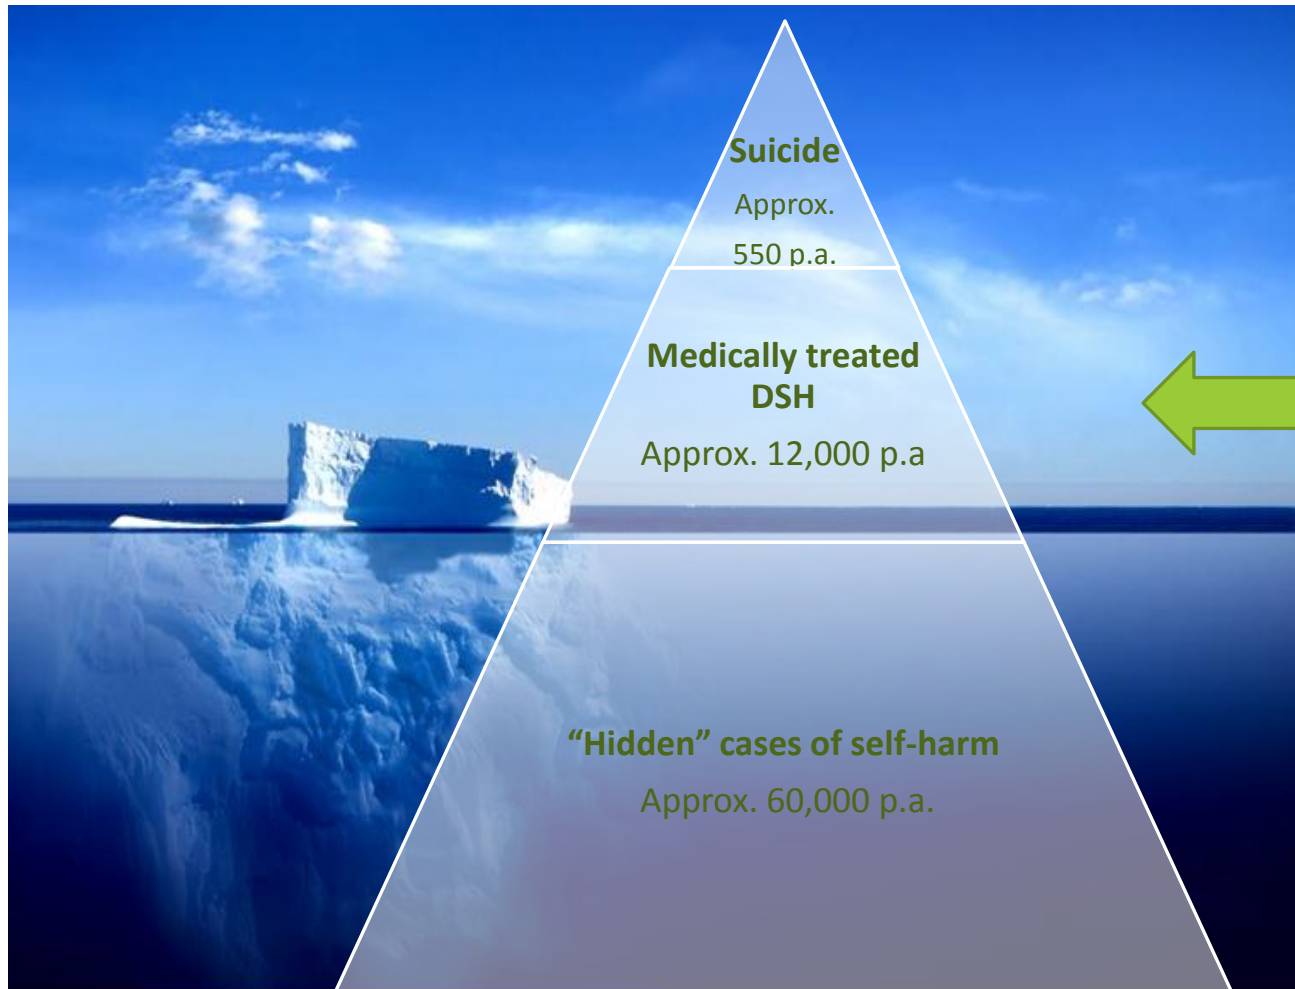 Suicide
Approx.
550 p.a.
Medically treated
DSH
Approx. 12,000 p.a
“Hidden” cases of self-harm
Approx. 60,000 p.a.